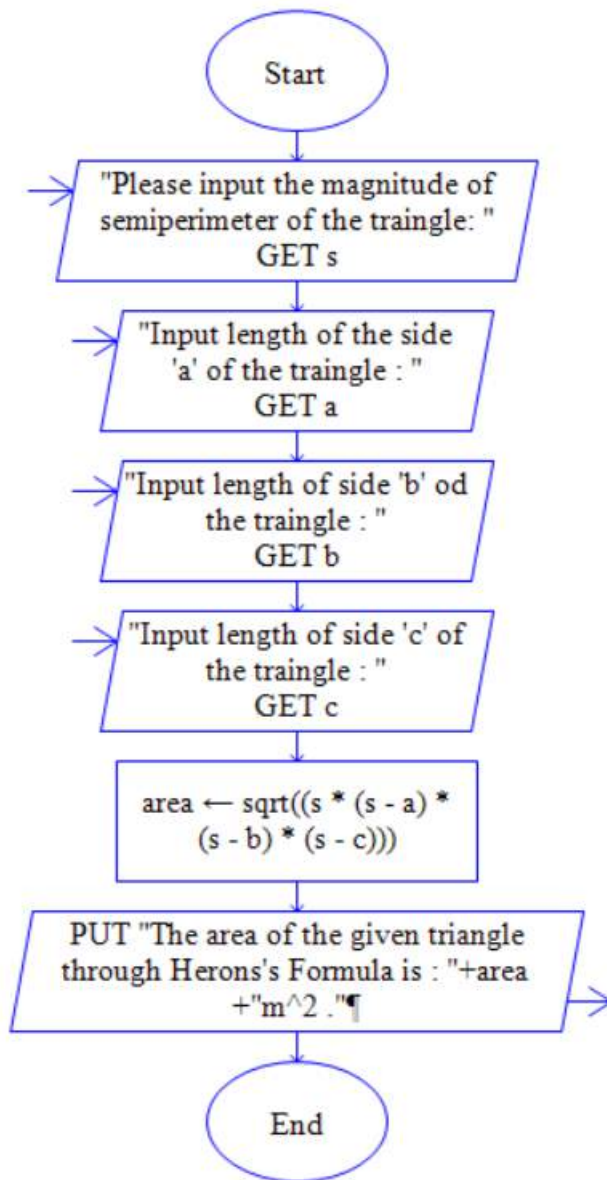 Start
"Please input the magnitude of
semiperimeter of the traingle: "
GET s
"Input length of the side
'a' of the traingle : "
GET a
"Input length of side 'b' od
the traingle : "
GET b
"Input length of side 'c' of
the traingle : "
GET c
area ← sqrt((s * (s - a) *
(s - b) * (s - c)))
PUT "The area of the given triangle
through Herons's Formula is : "+area
+"m^2 ."¶
End